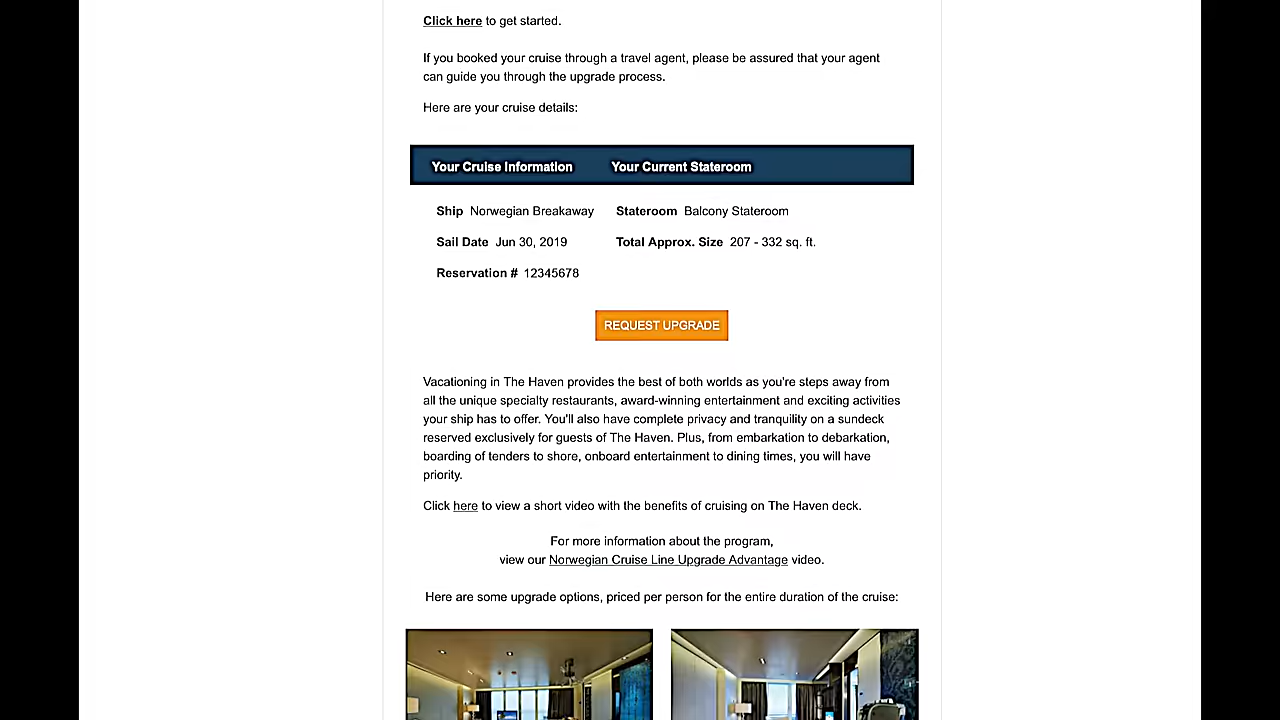 Click here to get started.
If you booked your cruise through a travel agent, please be assured that your agent
can guide you through the upgrade process.
Here are your cruise details:
Your Cruise Information Your Current Stateroom
Ship Norwegian Breakaway Stateroom Balcony Stateroom
Sail Date Jun 30, 2019 Total Approx. Size 207 - 332 sq. ft.
Reservation # 12345678
REQUEST UPGRADE
Vacationing in The Haven provides the best of both worlds as you're steps away from
all the unique specialty restaurants, award-winning entertainment and exciting activities
your ship has to offer. You'll also have complete privacy and tranquility on a sundeck
reserved exclusively for guests of The Haven. Plus, from embarkation to debarkation,
boarding of tenders to shore, onboard entertainment to dining times, you will have
priority.
Click here to view a short video with the benefits of cruising on The Haven deck.
For more information about the program,
view our Norwegian Cruise Line Upgrade Advantage video.
Here are some upgrade options, priced per person for the entire duration of the cruise: